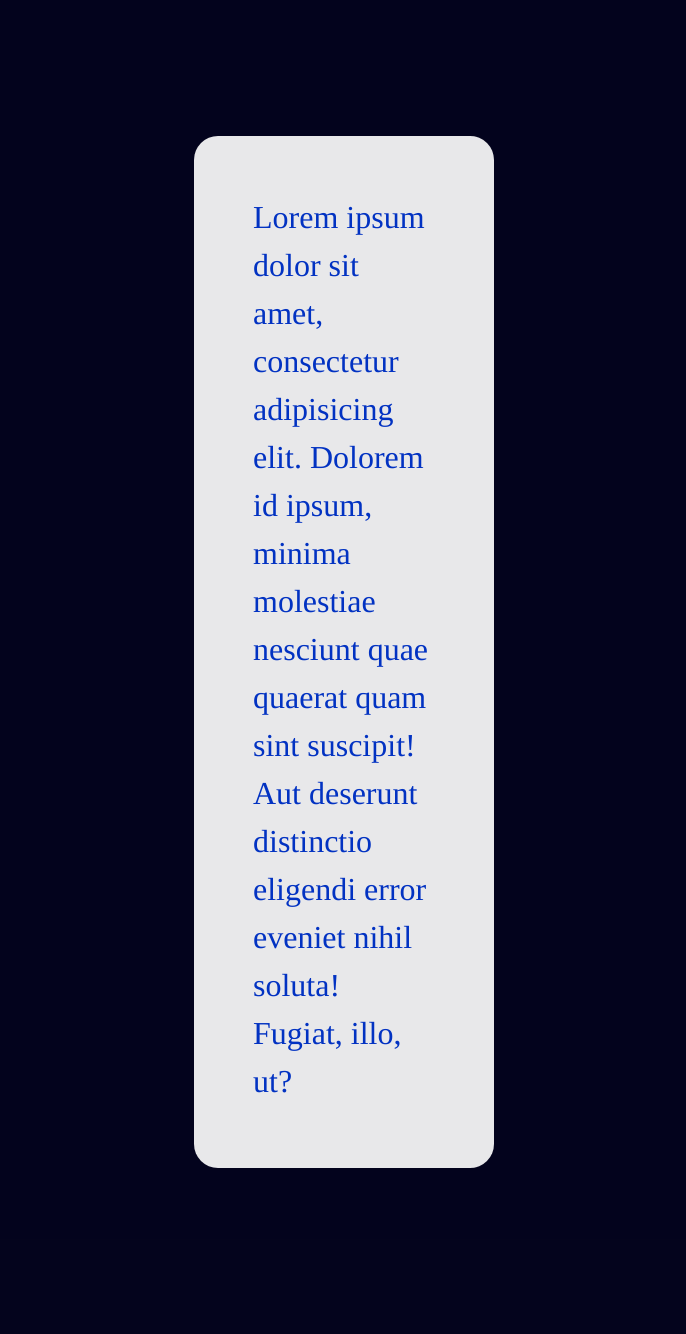 Lorem ipsum
dolor sit
amet,
consectetur
adipisicing
elit. Dolorem
id ipsum,
minima
molestiae
nesciunt quae
quaerat quam
sint suscipit!
Aut deserunt
distinctio
eligendi error
eveniet nihil
soluta!
Fugiat, illo,
ut?